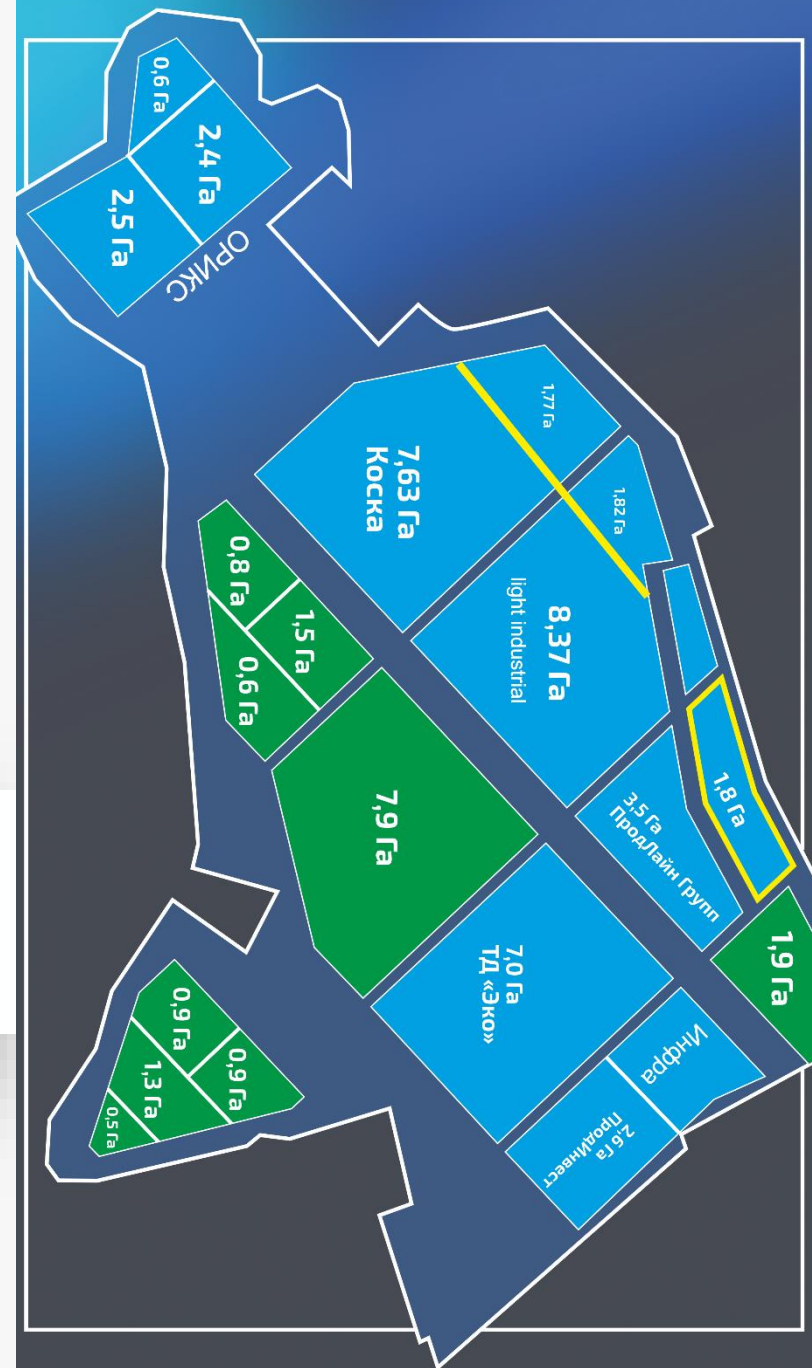 0,6 Га
2,4 Га
2,5 Га
ОРИКС
1,77 Га
7,63 Га
Коска
1,82 Га
8,37 Га
light industrial
0,8 Га
1,5 Га
0,6 Га
1,8 Га
3,5 Га
ПродЛайн Групп
7,9 Га
1,9 Га
7,0 Га
ТД «Эко»
Инфра
2,6 Га
ПродИнвест
0,9 Га
0,9 Га
1,3 Га
0,5 Га